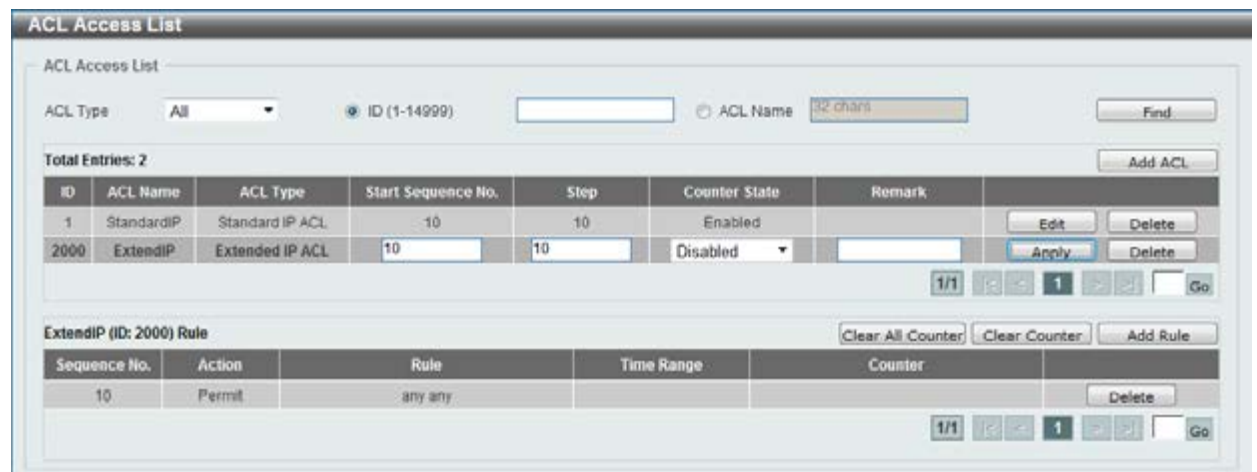 ACL Access List
ACL Access List
ACL Type All ID (1-14999) ACL Name 32 chars Find
Total Entries: 2 Add ACL
ID ACL Name ACL Type Start Sequence No. Step Counter State Remark
1 StandardIP Standard IP ACL 10 10 Enabled Edit Delete
2000 ExtendIP Extended IP ACL 10 10 Disabled Apply Delete
1/1 |< < 1 > >| Go
ExtendIP (ID: 2000) Rule Clear All Counter Clear Counter Add Rule
Sequence No. Action Rule Time Range Counter
10 Permit any any Delete
1/1 |< < 1 > >| Go